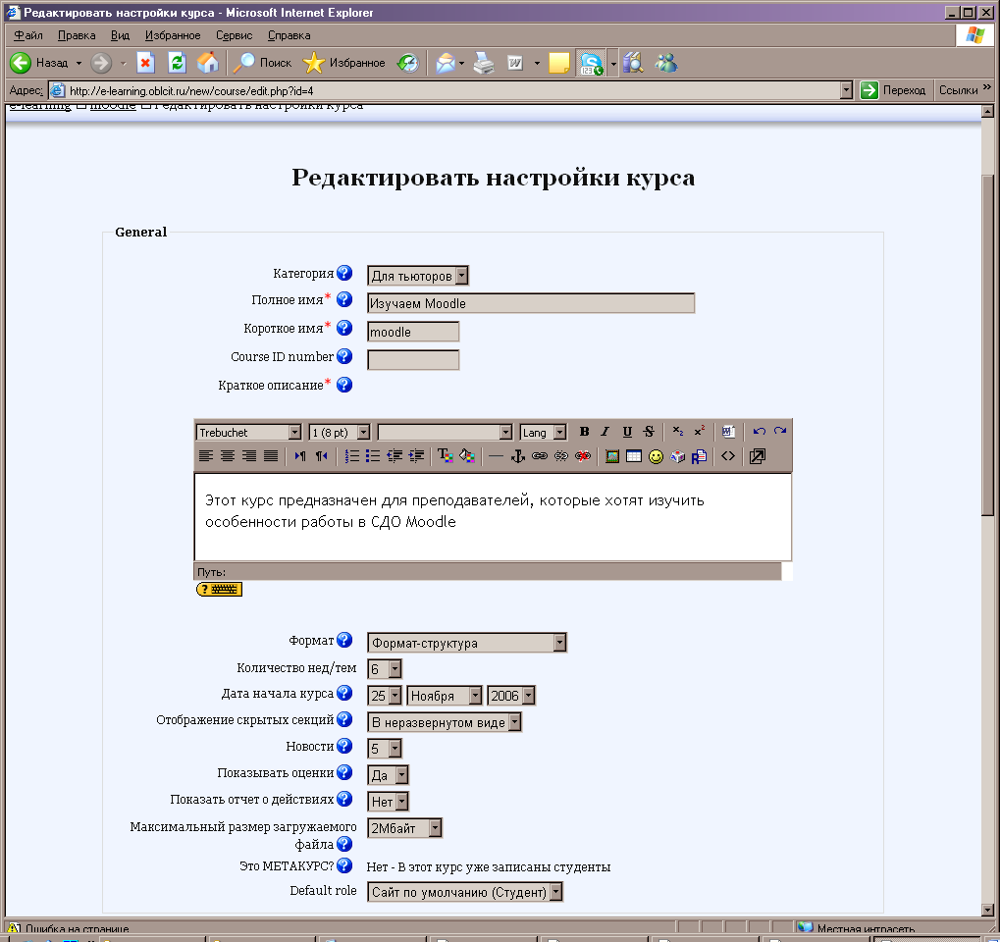 Редактировать настройки курса - Microsoft Internet Explorer
Файл Правка Вид Избранное Сервис Справка
Назад Поиск Избранное
Адрес: http://e-learning.oblcit.ru/new/course/edit.php?id=4 Переход Ссылки »
e-learning moodle Редактировать настройки курса
Редактировать настройки курса
General
Категория Для тьюторов
Полное имя* Изучаем Moodle
Короткое имя* moodle
Course ID number
Краткое описание*
Trebuchet 1 (8 pt) Lang B I U S x₂ x²
Этот курс предназначен для преподавателей, которые хотят изучить
особенности работы в СДО Moodle
Путь:
Формат Формат-структура
Количество нед/тем 6
Дата начала курса 25 Ноября 2006
Отображение скрытых секций В неразвернутом виде
Новости 5
Показывать оценки Да
Показать отчет о действиях Нет
Максимальный размер загружаемого
файла 2Мбайт
Это МЕТАКУРС? Нет - В этот курс уже записаны студенты
Default role Сайт по умолчанию (Студент)
Ошибка на странице Местная интрасеть